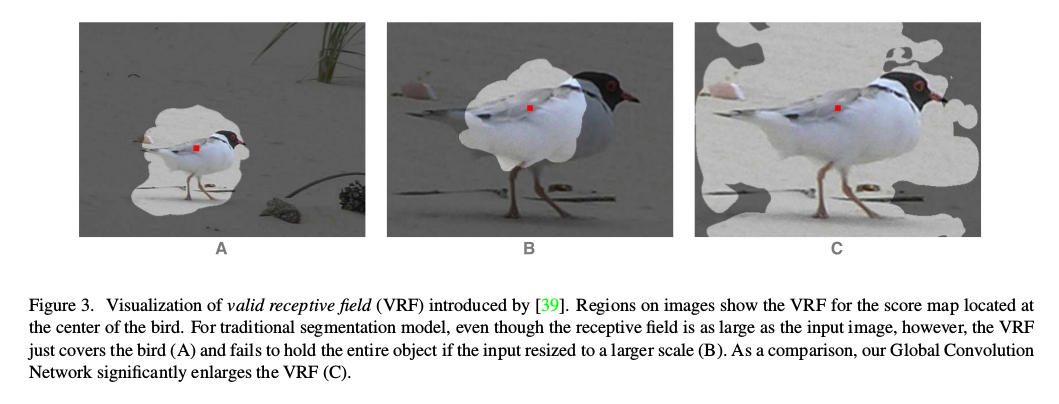 A
B
C
Figure 3. Visualization of valid receptive field (VRF) introduced by [39]. Regions on images show the VRF for the score map located at
the center of the bird. For traditional segmentation model, even though the receptive field is as large as the input image, however, the VRF
just covers the bird (A) and fails to hold the entire object if the input resized to a larger scale (B). As a comparison, our Global Convolution
Network significantly enlarges the VRF (C).